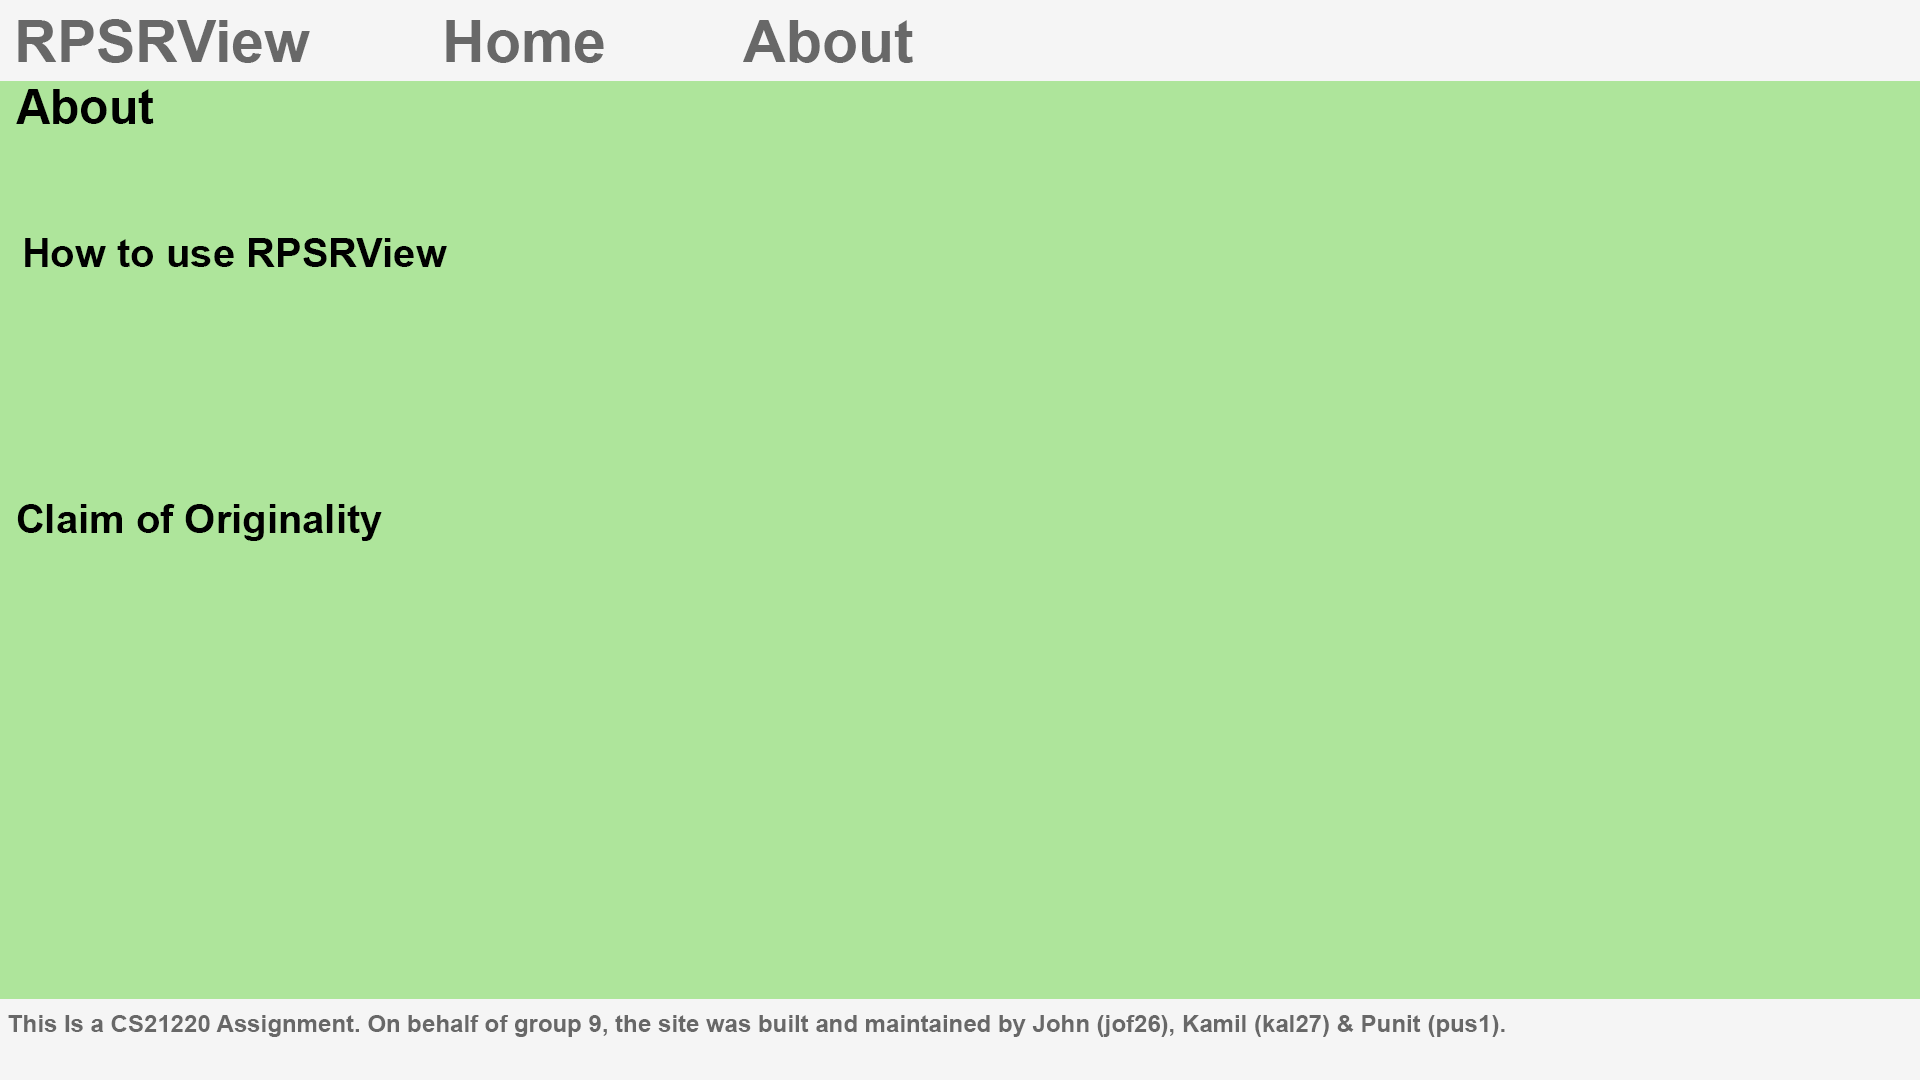 RPSRView Home About
About
How to use RPSRView
Claim of Originality
This Is a CS21220 Assignment. On behalf of group 9, the site was built and maintained by John (jof26), Kamil (kal27) & Punit (pus1).